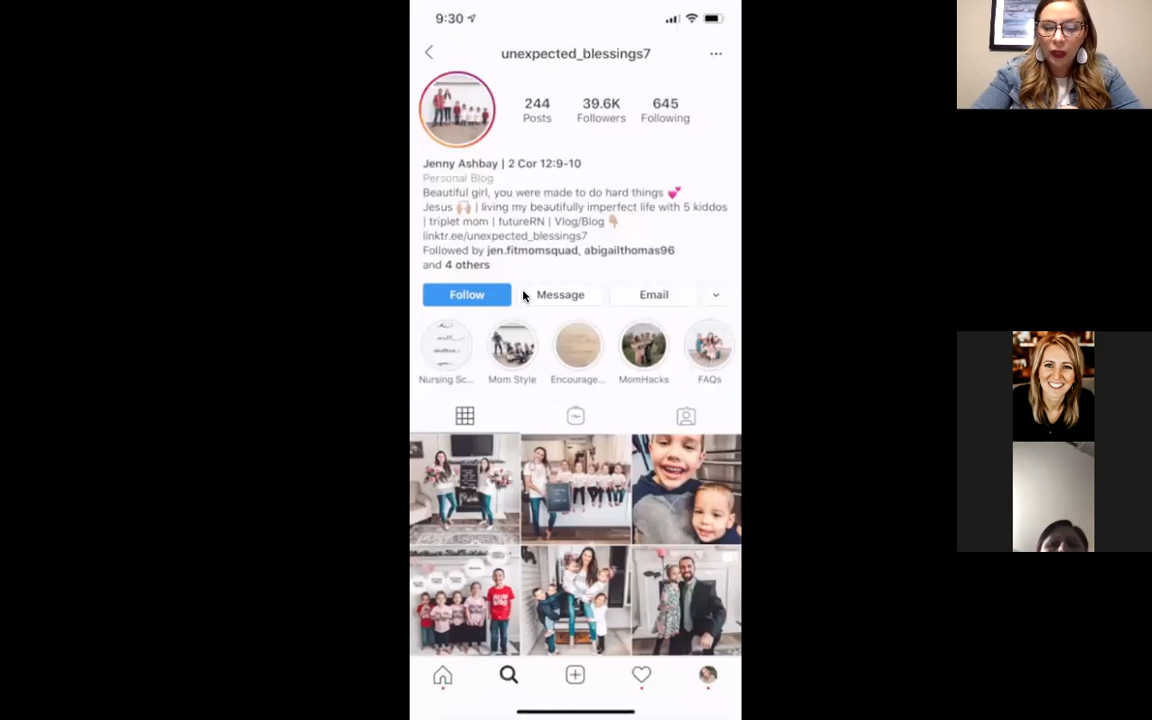 9:30
unexpected_blessings7
244
Posts
39.6K
Followers
645
Following
Jenny Ashbay | 2 Cor 12:9-10
Personal Blog
Beautiful girl, you were made to do hard things 💕
Jesus 🙌🏼 | living my beautifully imperfect life with 5 kiddos
| triplet mom | futureRN | Vlog/Blog 👇🏼
linktr.ee/unexpected_blessings7
Followed by jen.fitmomsquad, abigailthomas96
and 4 others
Follow
Message
Email
Nursing Sc...
Mom Style
Encourage...
MomHacks
FAQs